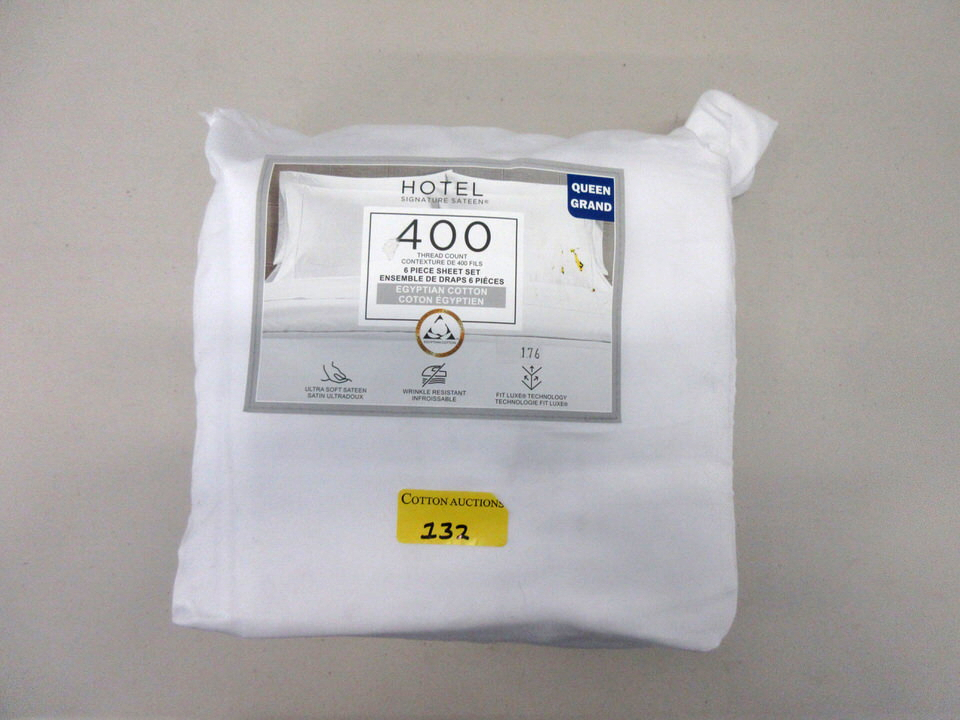 HOTEL
SIGNATURE SATEEN®
QUEEN
GRAND
400
THREAD COUNT
CONTEXTURE DE 400 FILS
6 PIECE SHEET SET
ENSEMBLE DE DRAPS 6 PIÈCES
EGYPTIAN COTTON
COTON ÉGYPTIEN
EGYPTIAN COTTON
176
ULTRA SOFT SATEEN
SATIN ULTRADOUX
WRINKLE RESISTANT
INFROISSABLE
FIT LUXE® TECHNOLOGY
TECHNOLOGIE FIT LUXE®
COTTON AUCTIONS
132